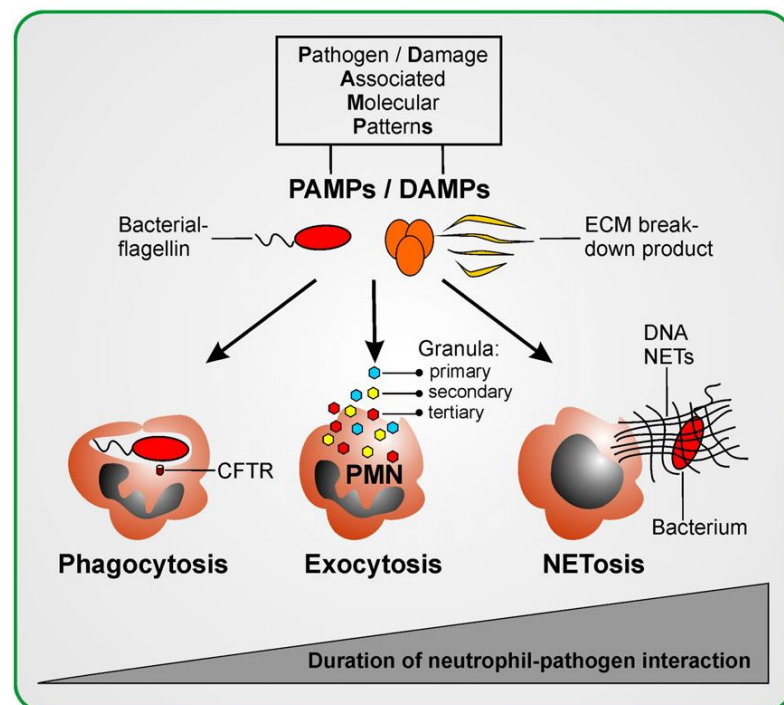 Pathogen / Damage
Associated
Molecular
Patterns
PAMPs / DAMPs
Bacterial-
flagellin
ECM break-
down product
Granula:
primary
secondary
tertiary
DNA
NETs
CFTR
PMN
Bacterium
Phagocytosis
Exocytosis
NETosis
Duration of neutrophil-pathogen interaction